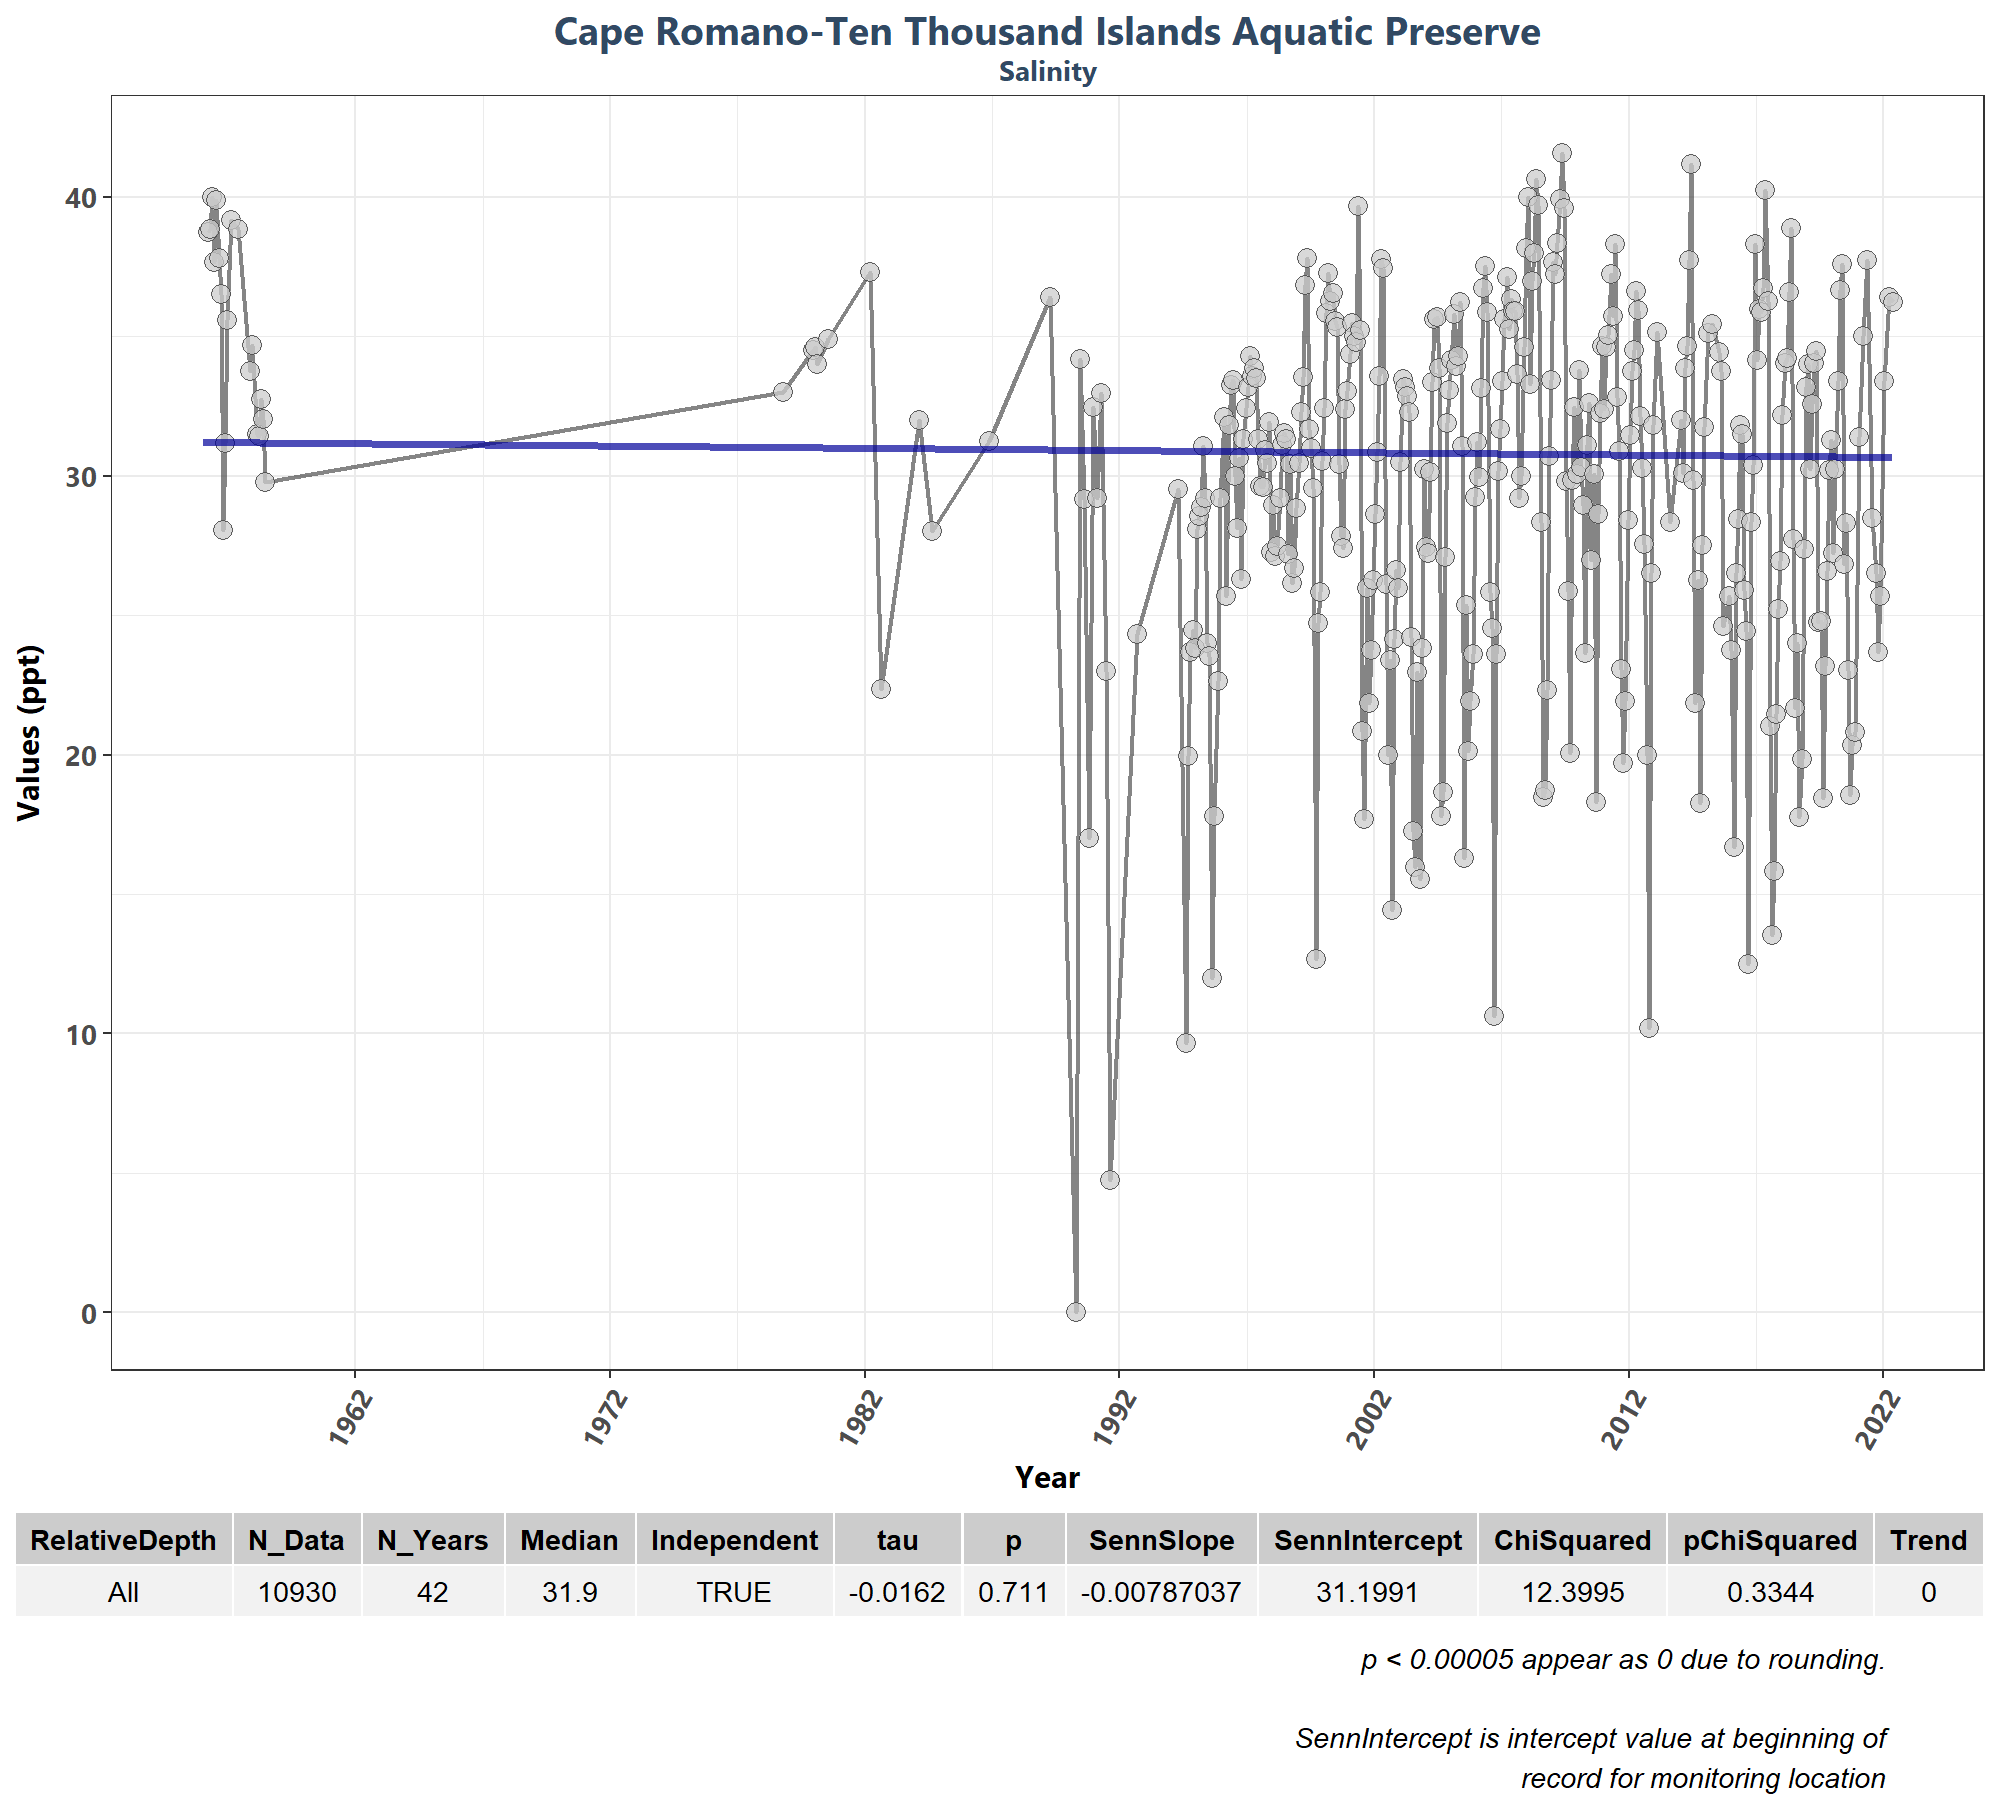 Cape Romano-Ten Thousand Islands Aquatic Preserve
Salinity
Values (ppt)
40
30
20
10
0
1962 1972 1982 1992 2002 2012 2022
Year
RelativeDepth N_Data N_Years Median Independent tau p SennSlope SennIntercept ChiSquared pChiSquared Trend
All 10930 42 31.9 TRUE -0.0162 0.711 -0.00787037 31.1991 12.3995 0.3344 0
p < 0.00005 appear as 0 due to rounding.
SennIntercept is intercept value at beginning of
record for monitoring location